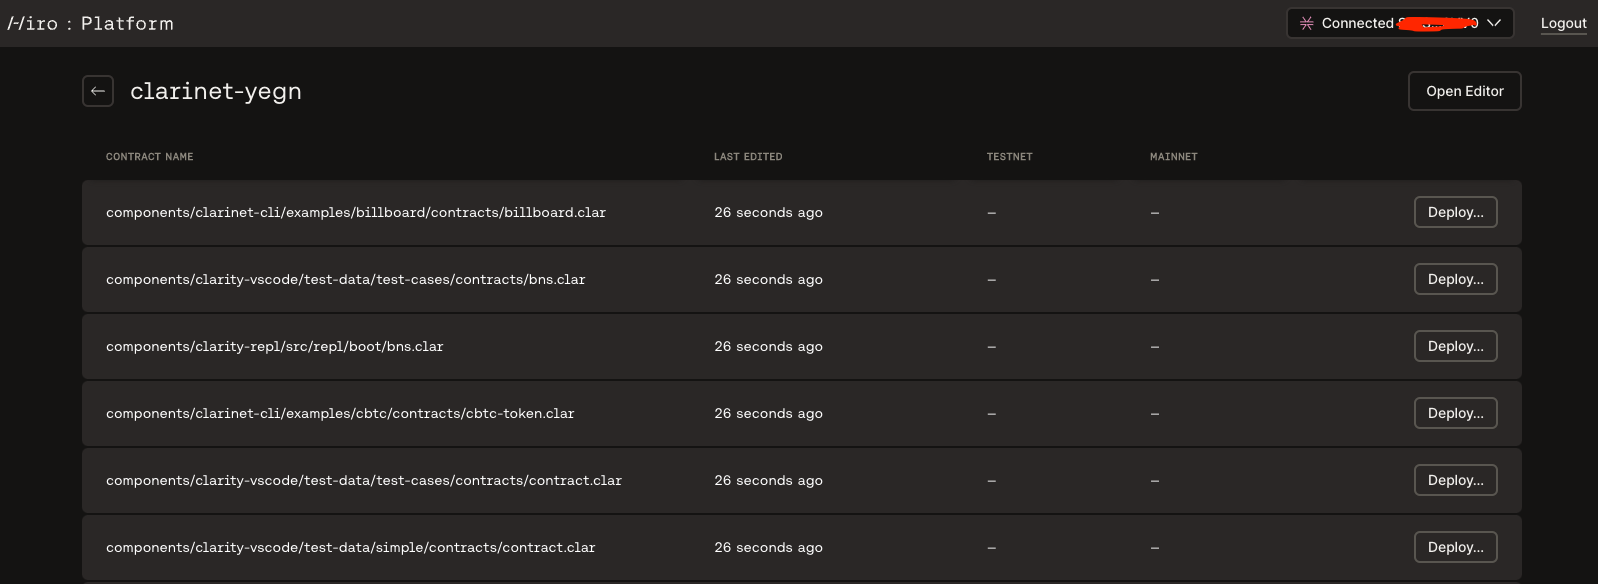 Hiro : Platform
Connected
Logout
← clarinet-yegn
Open Editor
CONTRACT NAME LAST EDITED TESTNET MAINNET
components/clarinet-cli/examples/billboard/contracts/billboard.clar 26 seconds ago – – Deploy...
components/clarity-vscode/test-data/test-cases/contracts/bns.clar 26 seconds ago – – Deploy...
components/clarity-repl/src/repl/boot/bns.clar 26 seconds ago – – Deploy...
components/clarinet-cli/examples/cbtc/contracts/cbtc-token.clar 26 seconds ago – – Deploy...
components/clarity-vscode/test-data/test-cases/contracts/contract.clar 26 seconds ago – – Deploy...
components/clarity-vscode/test-data/simple/contracts/contract.clar 26 seconds ago – – Deploy...